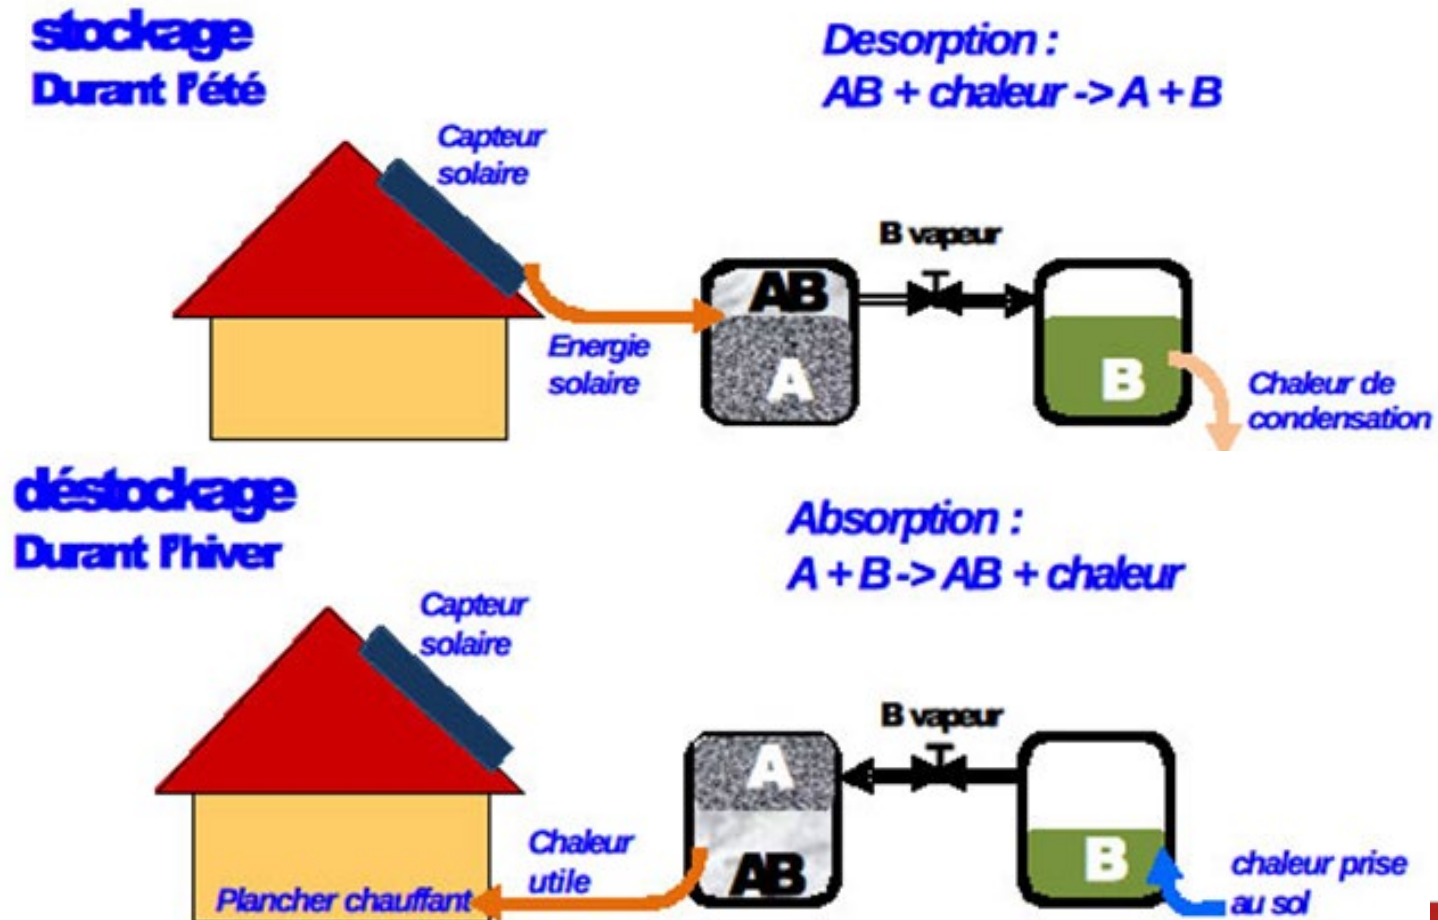 stockage
Durant l'été
Desorption :
AB + chaleur -> A + B
Capteur
solaire
B vapeur
AB
A
Energie
solaire
B
Chaleur de
condensation
déstockage
Durant l'hiver
Absorption :
A + B -> AB + chaleur
Capteur
solaire
B vapeur
A
AB
Chaleur
utile
Plancher chauffant
B
chaleur prise
au sol